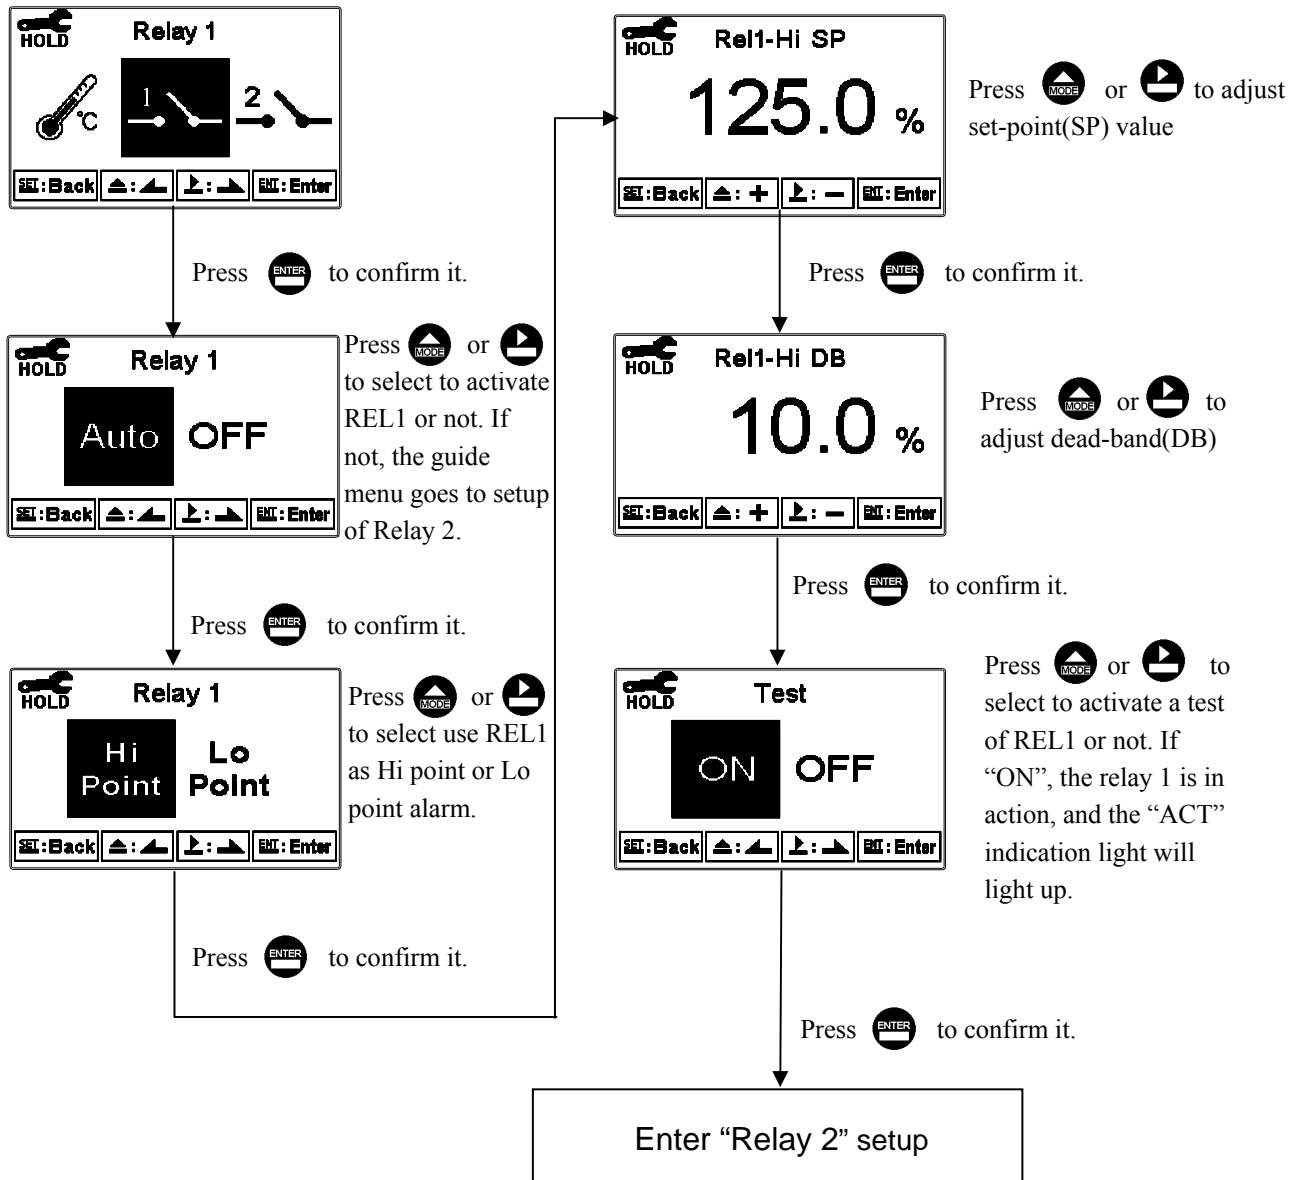 HOLD
Relay 1
°C
1
2
SET:Back
:
:
ENT:Enter
Press ENTER to confirm it.
HOLD
Relay 1
Auto OFF
SET:Back
:
:
ENT:Enter
Press MODE or
to select to activate
REL1 or not. If
not, the guide
menu goes to setup
of Relay 2.
Press ENTER to confirm it.
HOLD
Relay 1
Hi Lo
Point Point
SET:Back
:
:
ENT:Enter
Press MODE or
to select use REL1
as Hi point or Lo
point alarm.
Press ENTER to confirm it.
HOLD
Rel1-Hi SP
125.0 %
SET:Back
: +
: −
ENT:Enter
Press MODE or to adjust
set-point(SP) value
Press ENTER to confirm it.
HOLD
Rel1-Hi DB
10.0 %
SET:Back
: +
: −
ENT:Enter
Press MODE or to
adjust dead-band(DB)
Press ENTER to confirm it.
HOLD
Test
ON OFF
SET:Back
:
:
ENT:Enter
Press MODE or to
select to activate a test
of REL1 or not. If
“ON”, the relay 1 is in
action, and the “ACT”
indication light will
light up.
Press ENTER to confirm it.
Enter “Relay 2” setup